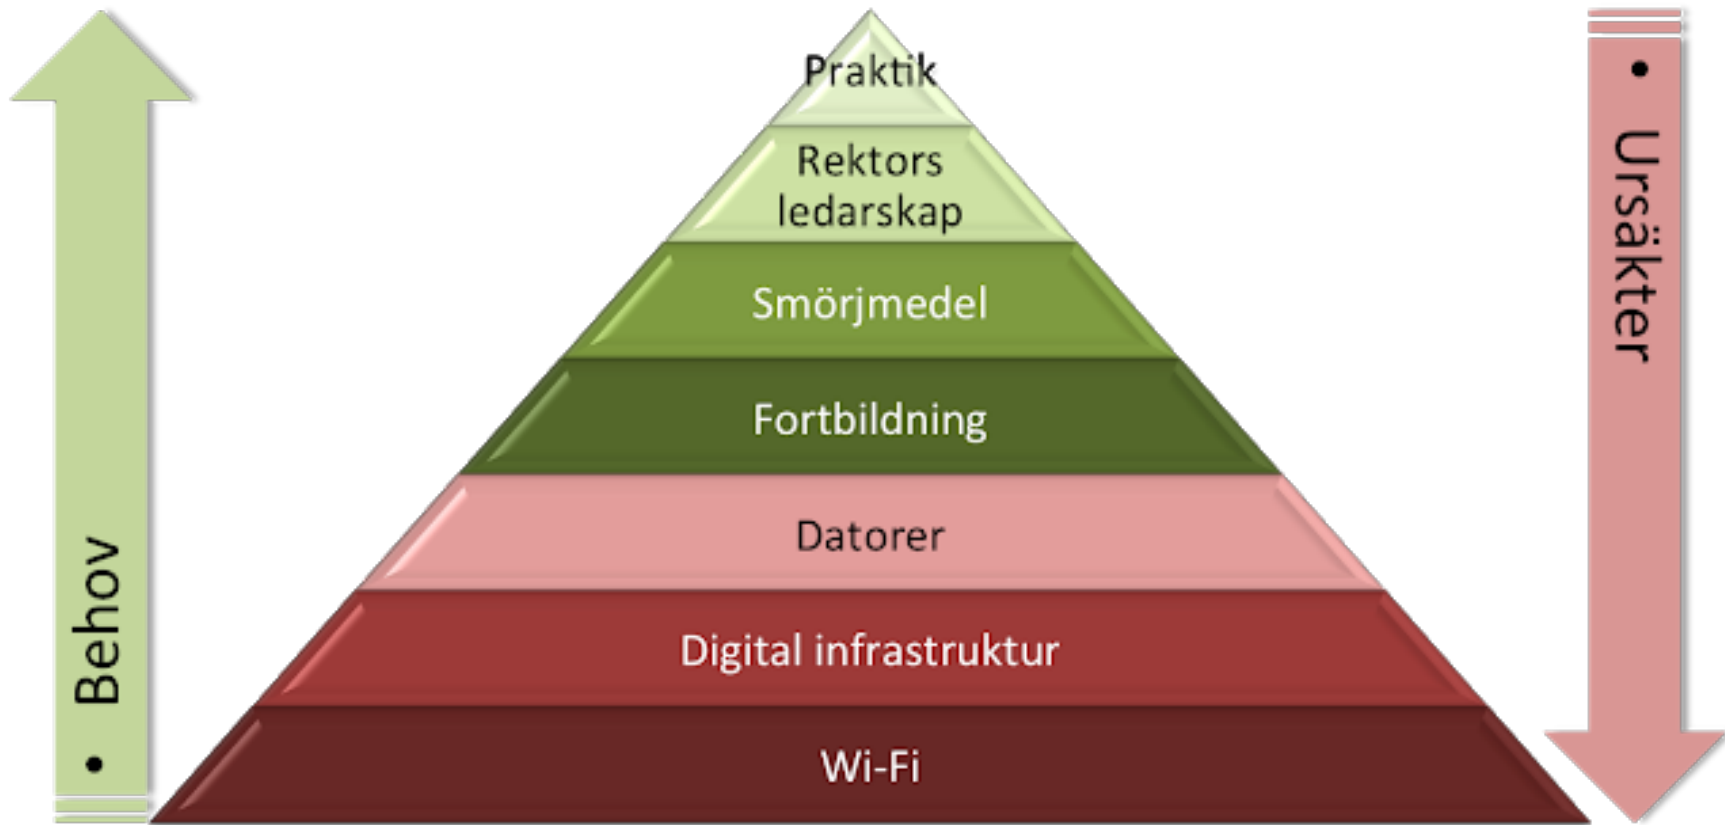 Praktik
Rektors
ledarskap
Smörjmedel
Fortbildning
Datorer
Digital infrastruktur
Wi-Fi
• Behov
• Ursäkter